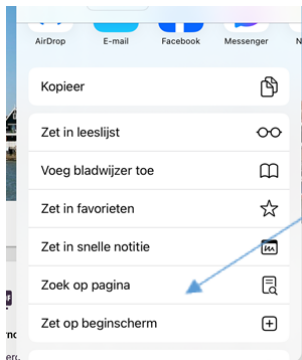 AirDrop E-mail Facebook Messenger
Kopieer
Zet in leeslijst
Voeg bladwijzer toe
Zet in favorieten
Zet in snelle notitie
Zoek op pagina
Zet op beginscherm